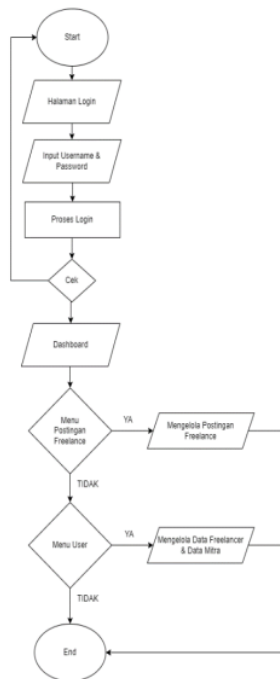 Start
Halaman Login
Input Username &
Password
Proses Login
Cek
Dashboard
Menu
Postingan
Freelance
YA
Mengelola Postingan
Freelance
TIDAK
Menu User
YA
Mengelola Data Freelancer
& Data Mitra
TIDAK
End